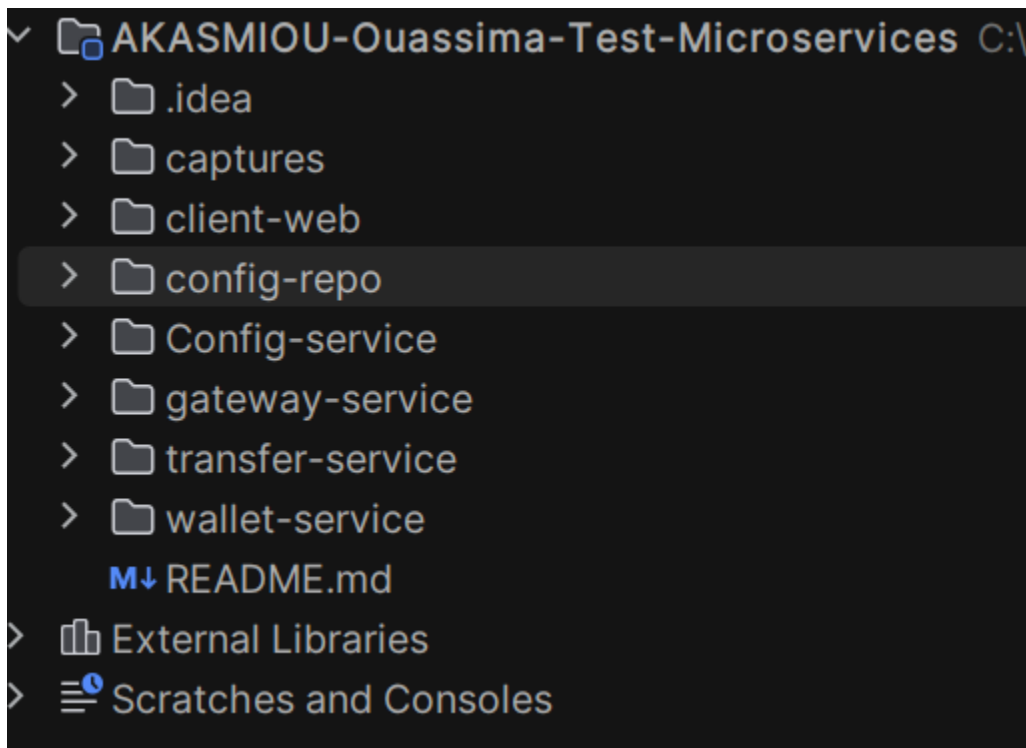 AKASMIOU-Ouassima-Test-Microservices C:\
.idea
captures
client-web
config-repo
Config-service
gateway-service
transfer-service
wallet-service
M↓ README.md
External Libraries
Scratches and Consoles